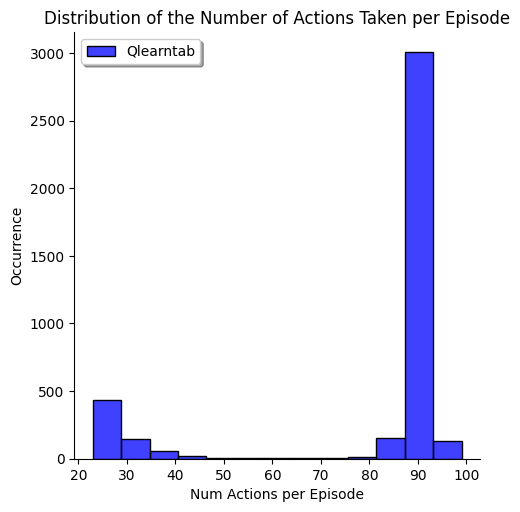 Distribution of the Number of Actions Taken per Episode
Qlearntab
3000
2500
2000
1500
1000
500
0
Occurrence
20 30 40 50 60 70 80 90 100
Num Actions per Episode